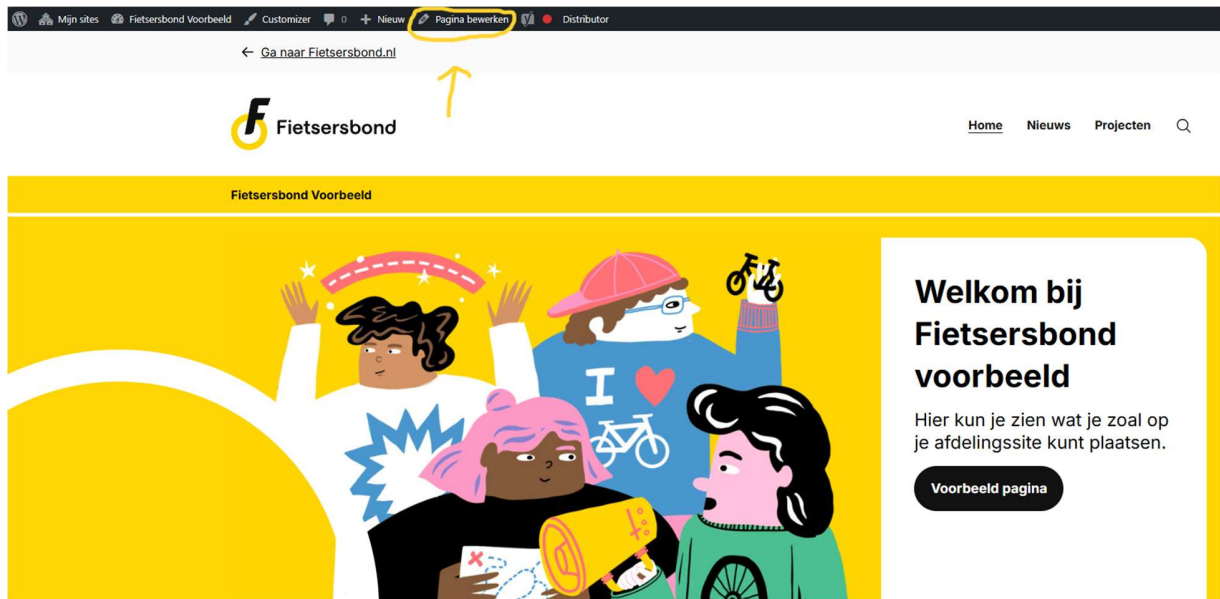 Mijn sites Fietsersbond Voorbeeld Customizer 0 Nieuw Pagina bewerken Distributor
Ga naar Fietsersbond.nl
Fietsersbond
Home Nieuws Projecten
Fietsersbond Voorbeeld
Welkom bij
Fietsersbond
voorbeeld
Hier kun je zien wat je zoal op
je afdelingssite kunt plaatsen.
Voorbeeld pagina
I